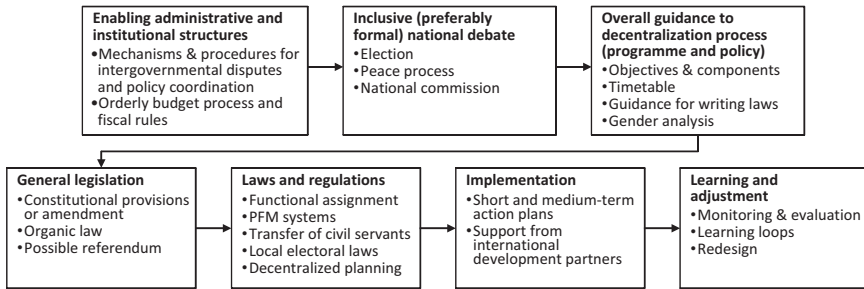 Enabling administrative and
institutional structures
•Mechanisms & procedures for
intergovernmental disputes
and policy coordination
•Orderly budget process and
fiscal rules
Inclusive (preferably
formal) national debate
•Election
•Peace process
•National commission
Overall guidance to
decentralization process
(programme and policy)
•Objectives & components
•Timetable
•Guidance for writing laws
•Gender analysis
General legislation
•Constitutional provisions
or amendment
•Organic law
•Possible referendum
Laws and regulations
•Functional assignment
•PFM systems
•Transfer of civil servants
•Local electoral laws
•Decentralized planning
Implementation
•Short and medium-term
action plans
•Support from
international
development partners
Learning and
adjustment
•Monitoring & evaluation
•Learning loops
•Redesign